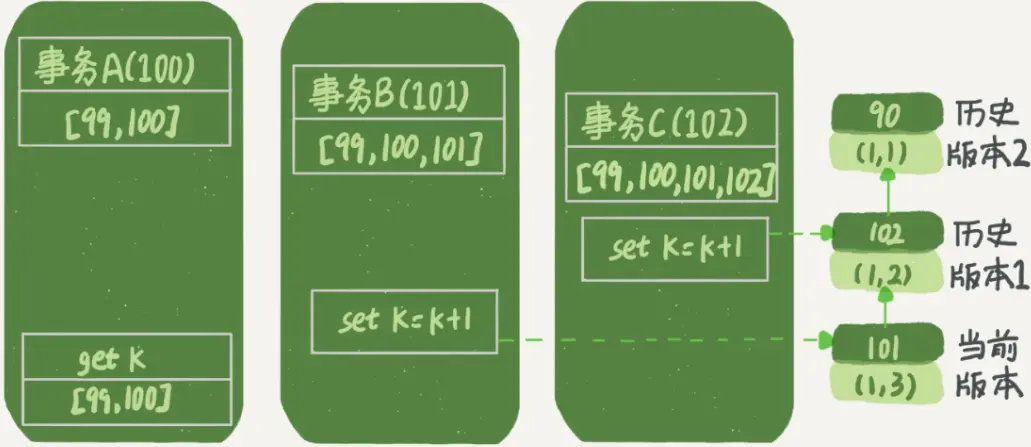 事务A(100)
[99,100]
get K
[99,100]
事务B(101)
[99,100,101]
set K=K+1
事务C(102)
[99,100,101,102]
set K=K+1
90
(1,1)
历史
版本2
102
(1,2)
历史
版本1
101
(1,3)
当前
版本